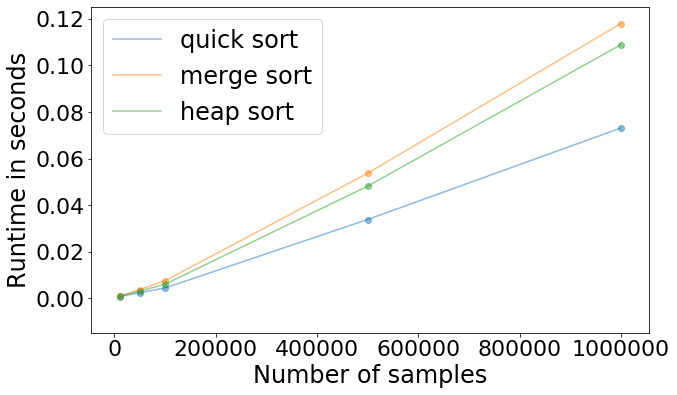 quick sort
merge sort
heap sort
Runtime in seconds
0.12
0.10
0.08
0.06
0.04
0.02
0.00
0 200000 400000 600000 800000 1000000
Number of samples